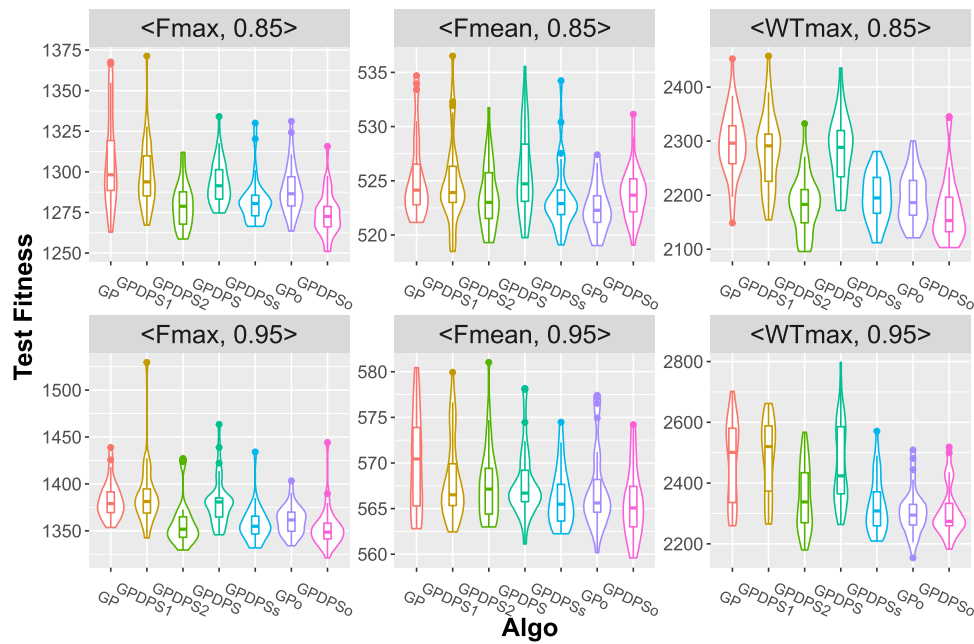 <Fmax, 0.85> <Fmean, 0.85> <WTmax, 0.85>
1375
1350
1325
1300
1275
1250
535
530
525
520
2400
2300
2200
2100
GP GPDPS1 GPDPS2 GPDPS GPDPSs GPo GPDPSo
GP GPDPS1 GPDPS2 GPDPS GPDPSs GPo GPDPSo
GP GPDPS1 GPDPS2 GPDPS GPDPSs GPo GPDPSo
Test Fitness
<Fmax, 0.95> <Fmean, 0.95> <WTmax, 0.95>
1500
1450
1400
1350
580
575
570
565
560
2800
2600
2400
2200
GP GPDPS1 GPDPS2 GPDPS GPDPSs GPo GPDPSo
GP GPDPS1 GPDPS2 GPDPS GPDPSs GPo GPDPSo
GP GPDPS1 GPDPS2 GPDPS GPDPSs GPo GPDPSo
Algo